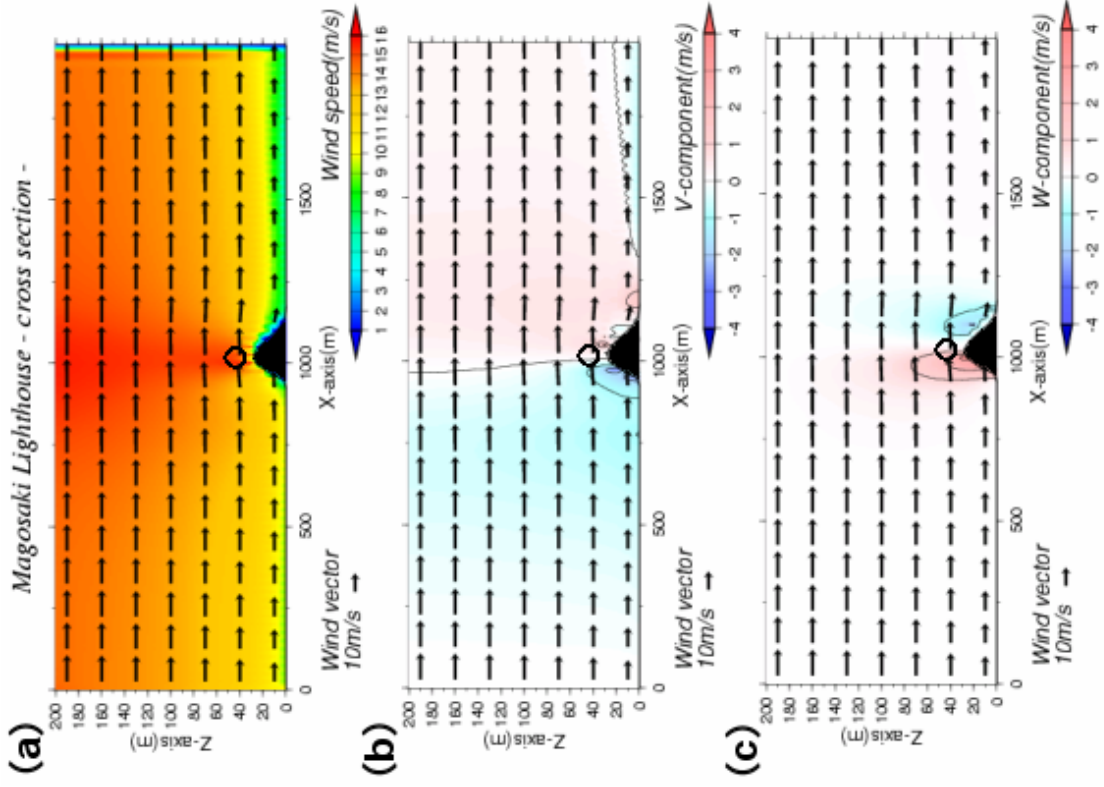 Magosaki Lighthouse - cross section -
(a)
Z-axis(m)
200
180
160
140
120
100
80
60
40
20
0
0 500 1000 1500
X-axis(m)
Wind vector
10m/s
Wind speed(m/s)
1 2 3 4 5 6 7 8 9 10 11 12 13 14 15 16
(b)
Z-axis(m)
200
180
160
140
120
100
80
60
40
20
0
0 500 1000 1500
X-axis(m)
Wind vector
10m/s
V-component(m/s)
-4 -3 -2 -1 0 1 2 3 4
(c)
Z-axis(m)
200
180
160
140
120
100
80
60
40
20
0
0 500 1000 1500
X-axis(m)
Wind vector
10m/s
W-component(m/s)
-4 -3 -2 -1 0 1 2 3 4